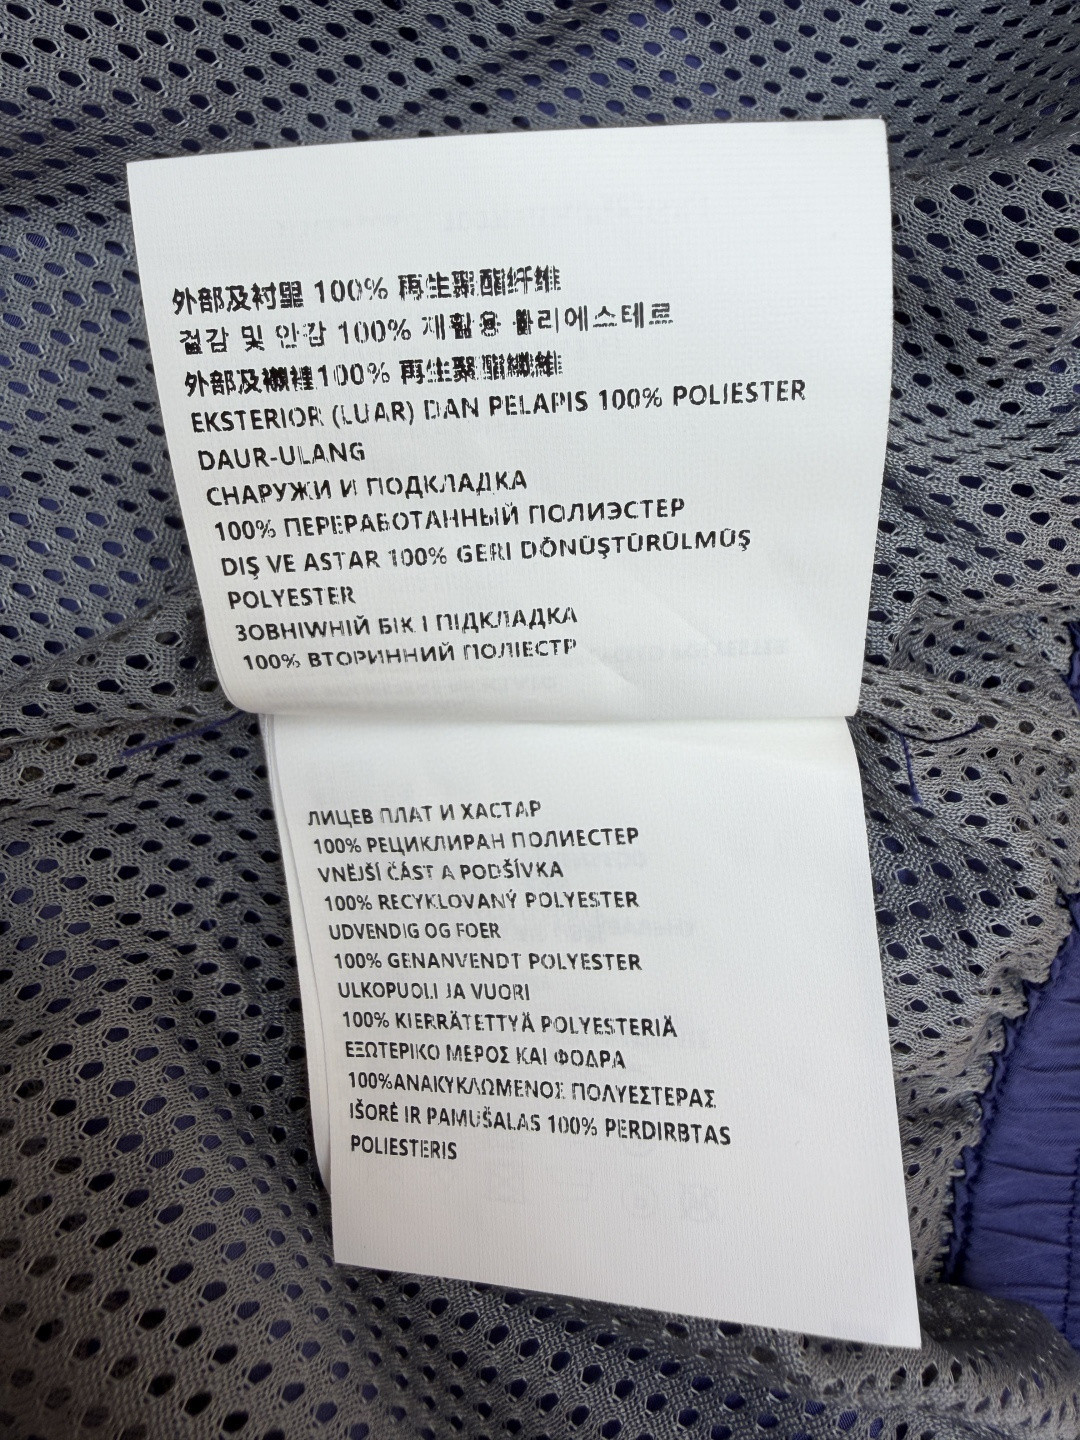 外部及衬里 100% 再生聚酯纤维
겉감 및 안감 100% 재활용 폴리에스테르
外部及襯裡100% 再生聚酯纖維
EKSTERIOR (LUAR) DAN PELAPIS 100% POLIESTER
DAUR-ULANG
СНАРУЖИ И ПОДКЛАДКА
100% ПЕРЕРАБОТАННЫЙ ПОЛИЭСТЕР
DIŞ VE ASTAR 100% GERI DÖNÜŞTÜRÜLMÜŞ
POLYESTER
ЗОВНІШНІЙ БІК І ПІДКЛАДКА
100% ВТОРИННИЙ ПОЛІЕСТР
ЛИЦЕВ ПЛАТ И ХАСТАР
100% РЕЦИКЛИРАН ПОЛИЕСТЕР
VNĚJŠÍ ČÁST A PODŠÍVKA
100% RECYKLOVANÝ POLYESTER
UDVENDIG OG FOER
100% GENANVENDT POLYESTER
ULKOPUOLI JA VUORI
100% KIERRÄTETTYÄ POLYESTERIÄ
ΕΞΩΤΕΡΙΚΟ ΜΕΡΟΣ ΚΑΙ ΦΟΔΡΑ
100%ΑΝΑΚΥΚΛΩΜΕΝΟΣ ΠΟΛΥΕΣΤΕΡΑΣ
IŠORĖ IR PAMUŠALAS 100% PERDIRBTAS
POLIESTERIS